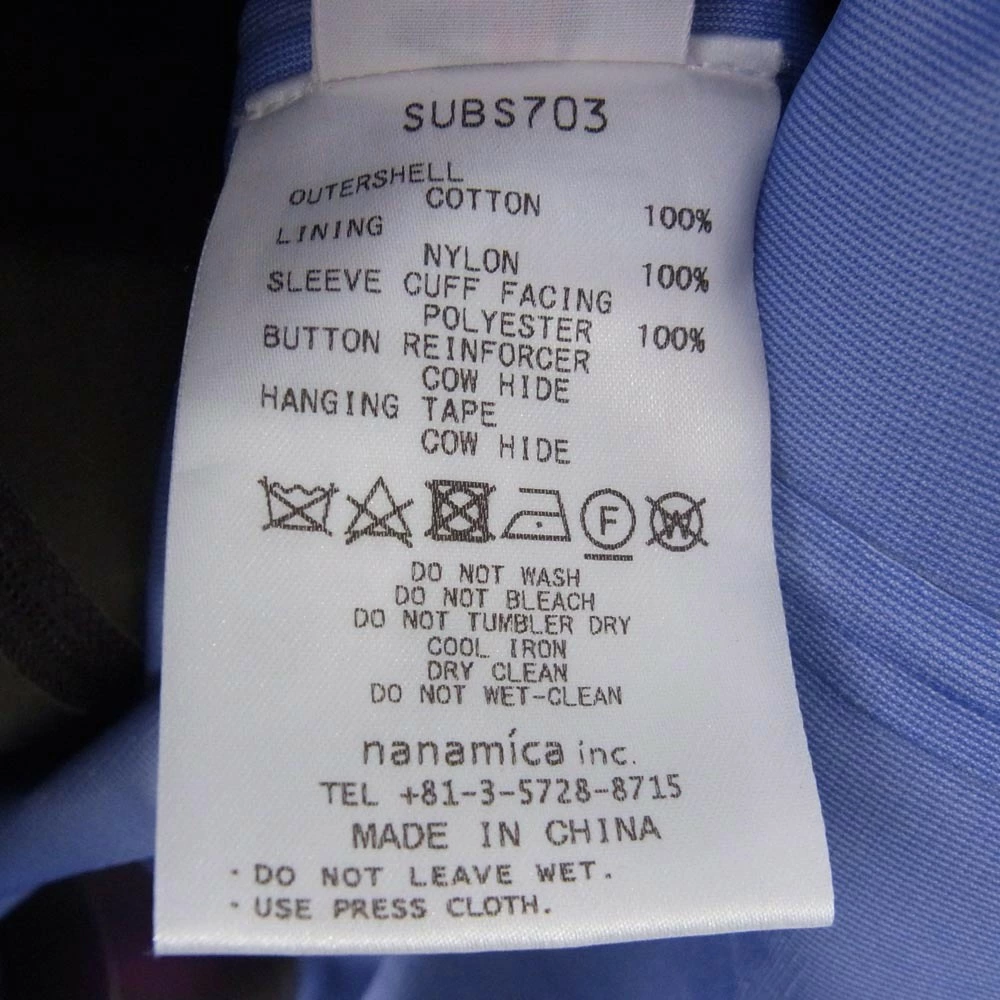 SUBS703
OUTERSHELL
COTTON 100%
LINING
NYLON 100%
SLEEVE CUFF FACING
POLYESTER 100%
BUTTON REINFORCER
COW HIDE
HANGING TAPE
COW HIDE
F W
DO NOT WASH
DO NOT BLEACH
DO NOT TUMBLER DRY
COOL IRON
DRY CLEAN
DO NOT WET-CLEAN
nanamica inc.
TEL +81-3-5728-8715
MADE IN CHINA
・DO NOT LEAVE WET.
・USE PRESS CLOTH.